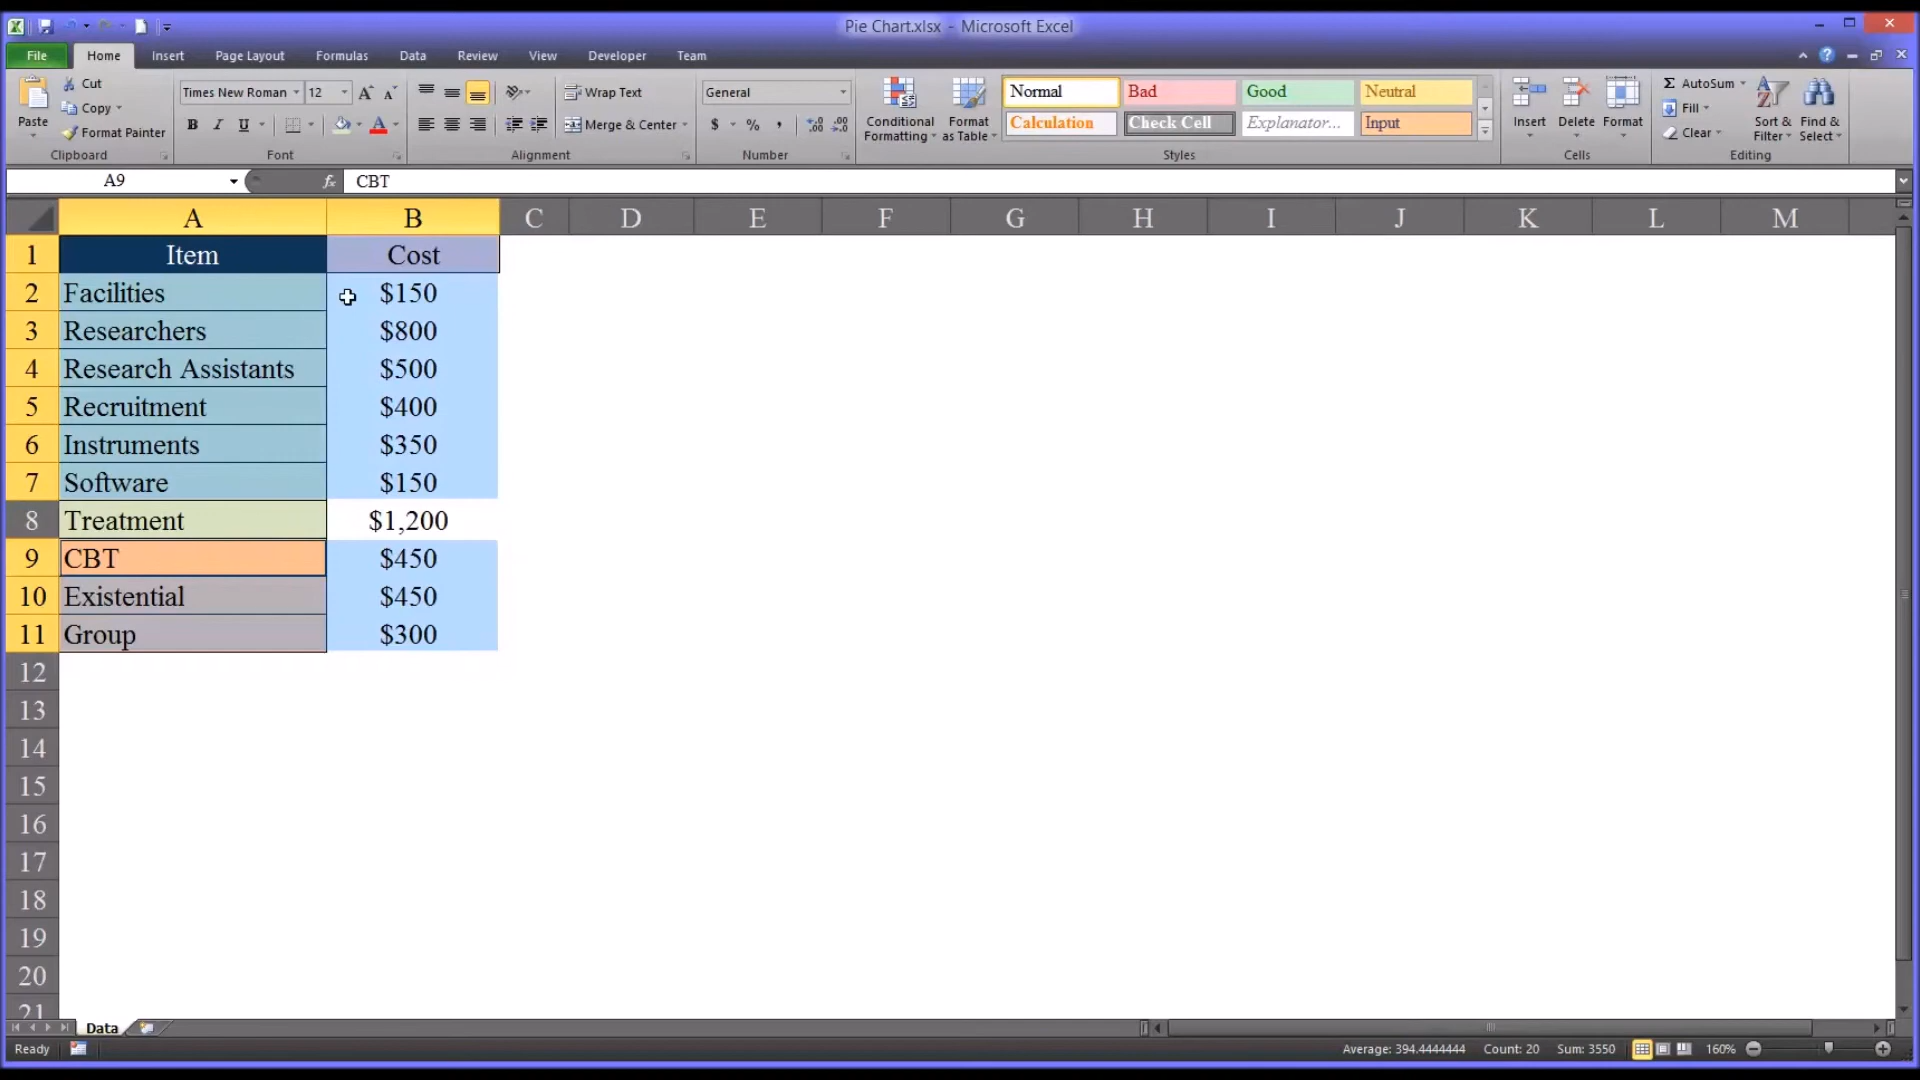 Pie Chart.xlsx - Microsoft Excel
File Home Insert Page Layout Formulas Data Review View Developer Team
Paste Cut Copy Format Painter Clipboard
Times New Roman 12 A A B I U A Font
Wrap Text Merge & Center Alignment
General $ % , Number
Conditional Formatting Format as Table
Normal Bad Good Neutral
Calculation Check Cell Explanator... Input
Styles
Insert Delete Format Cells
Σ AutoSum Fill Clear Sort & Filter Find & Select Editing
A9 fx CBT
A B C D E F G H I J K L M
1 Item Cost
2 Facilities $150
3 Researchers $800
4 Research Assistants $500
5 Recruitment $400
6 Instruments $350
7 Software $150
8 Treatment $1,200
9 CBT $450
10 Existential $450
11 Group $300
12
13
14
15
16
17
18
19
20
21
Data
Ready Average: 394.4444444 Count: 20 Sum: 3550 160%